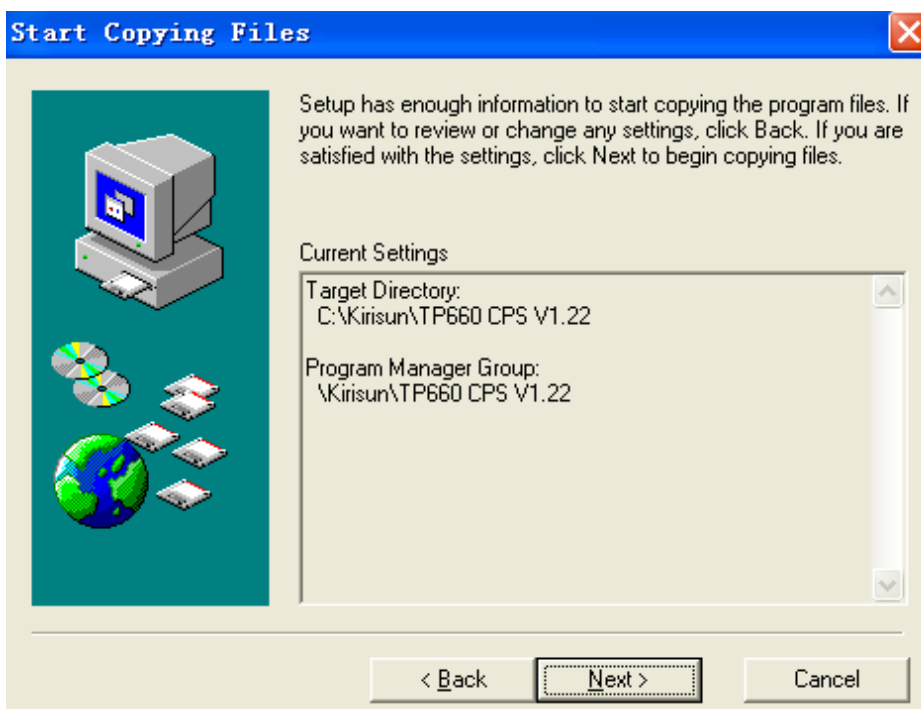 Start Copying Files
Setup has enough information to start copying the program files. If
you want to review or change any settings, click Back. If you are
satisfied with the settings, click Next to begin copying files.
Current Settings
Target Directory:
C:\Kirisun\TP660 CPS V1.22
Program Manager Group:
\Kirisun\TP660 CPS V1.22
< Back
Next >
Cancel